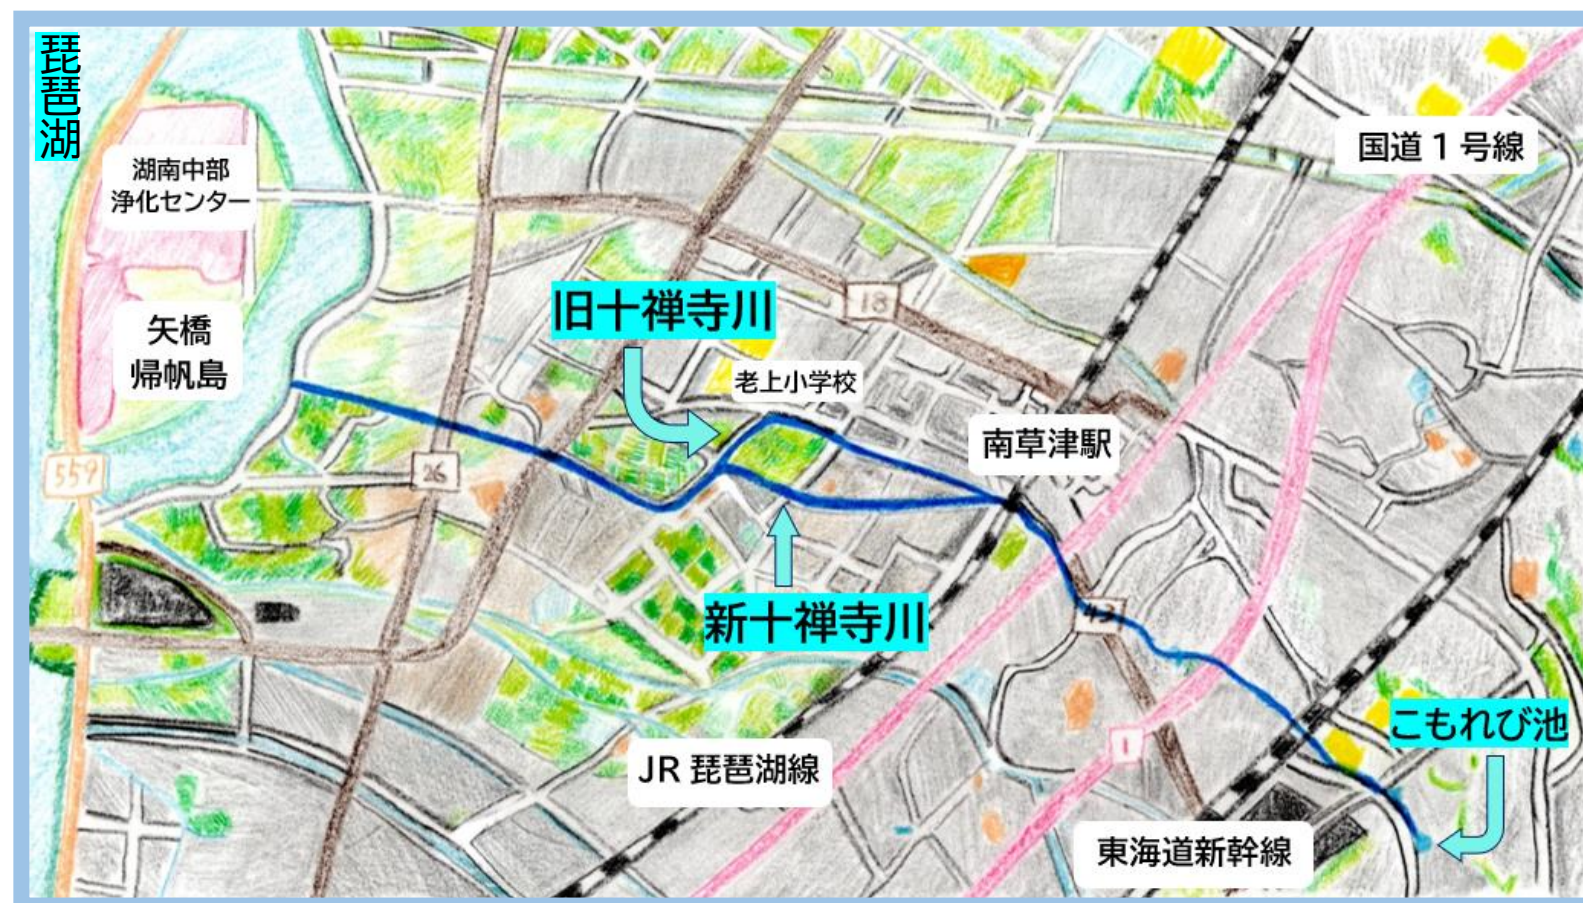 琵琶湖
湖南中部
浄化センター
国道1号線
矢橋
帰帆島
旧十禅寺川
18
老上小学校
南草津駅
559
26
新十禅寺川
43
こもれび池
1
JR 琵琶湖線
東海道新幹線